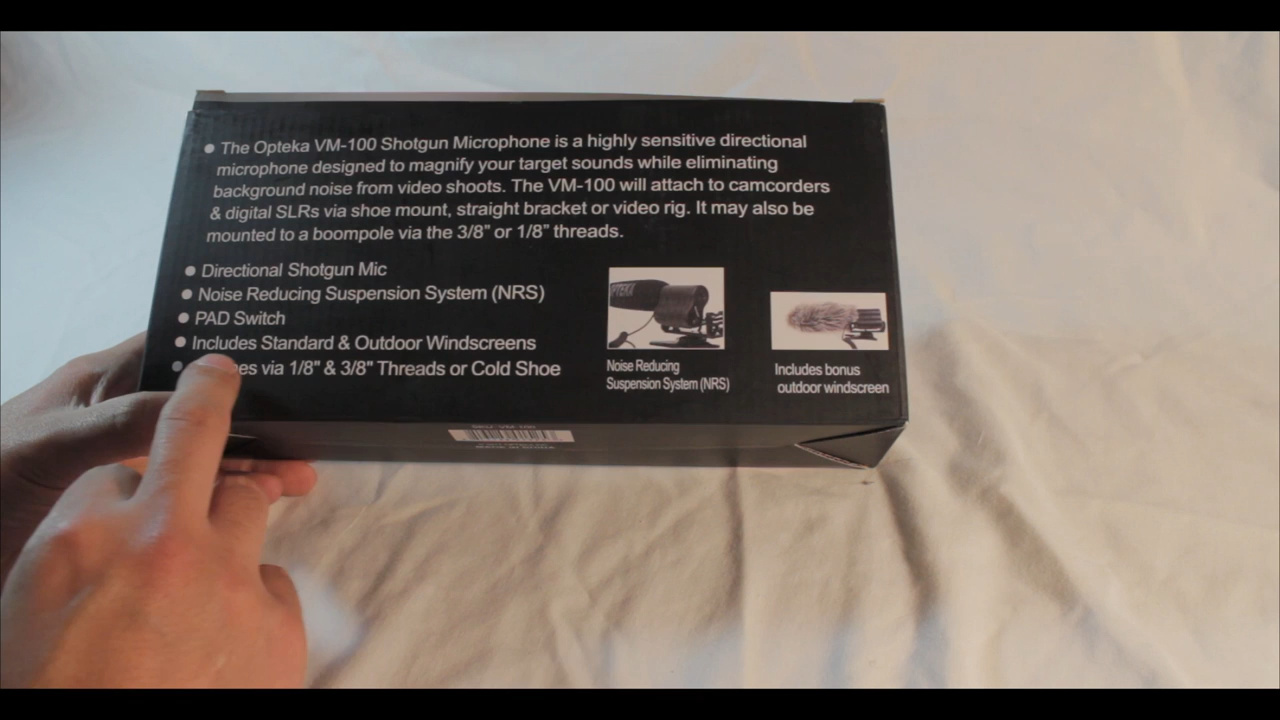 ● The Opteka VM-100 Shotgun Microphone is a highly sensitive directional
microphone designed to magnify your target sounds while eliminating
background noise from video shoots. The VM-100 will attach to camcorders
& digital SLRs via shoe mount, straight bracket or video rig. It may also be
mounted to a boompole via the 3/8" or 1/8" threads.
● Directional Shotgun Mic
● Noise Reducing Suspension System (NRS)
● PAD Switch
● Includes Standard & Outdoor Windscreens
● via 1/8" & 3/8" Threads or Cold Shoe
Noise Reducing
Suspension System (NRS)
Includes bonus
outdoor windscreen